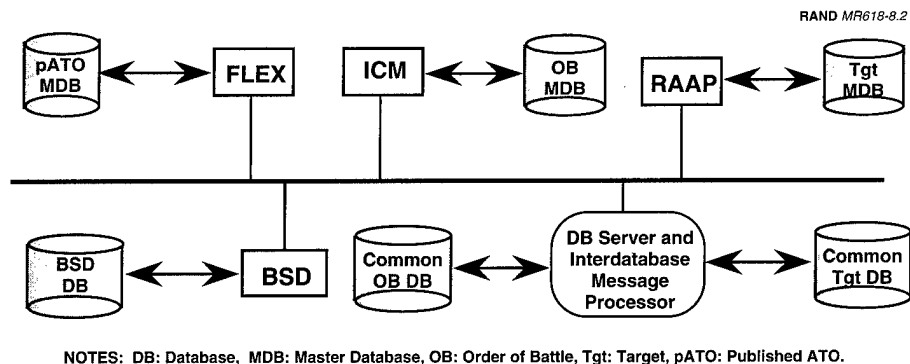 RAND MR618-8.2
pATO
MDB
FLEX
ICM
OB
MDB
RAAP
Tgt
MDB
BSD
DB
BSD
Common
OB DB
DB Server and
Interdatabase
Message
Processor
Common
Tgt DB
NOTES: DB: Database, MDB: Master Database, OB: Order of Battle, Tgt: Target, pATO: Published ATO.